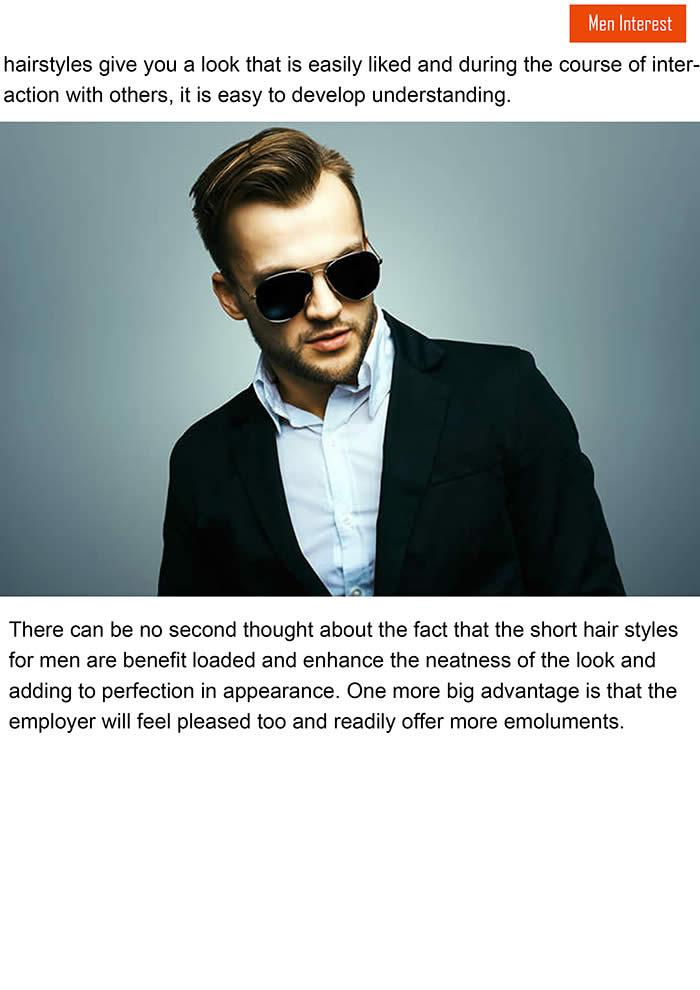 Men Interest
hairstyles give you a look that is easily liked and during the course of inter-
action with others, it is easy to develop understanding.
There can be no second thought about the fact that the short hair styles
for men are benefit loaded and enhance the neatness of the look and
adding to perfection in appearance. One more big advantage is that the
employer will feel pleased too and readily offer more emoluments.